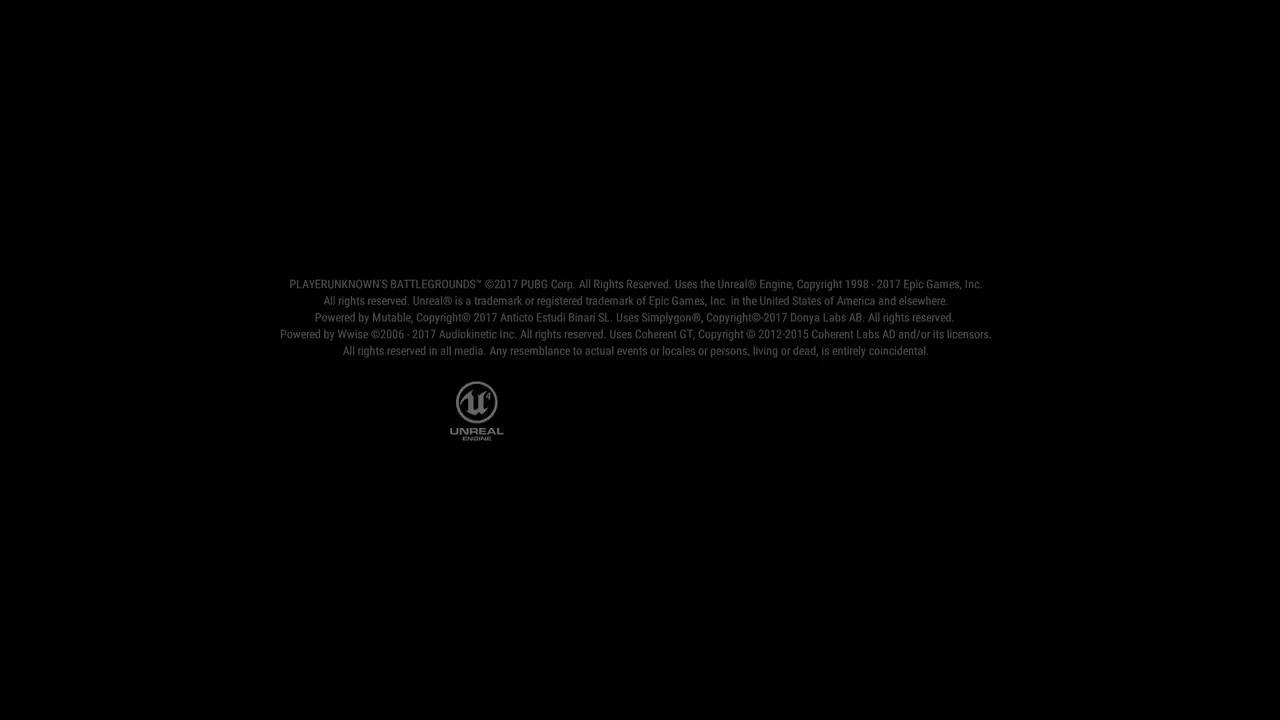 PLAYERUNKNOWN'S BATTLEGROUNDS™ ©2017 PUBG Corp. All Rights Reserved. Uses the Unreal® Engine, Copyright 1998 - 2017 Epic Games, Inc.
All rights reserved. Unreal® is a trademark or registered trademark of Epic Games, Inc. in the United States of America and elsewhere.
Powered by Mutable, Copyright© 2017 Anticto Estudi Binari SL. Uses Simplygon®, Copyright©-2017 Donya Labs AB. All rights reserved.
Powered by Wwise ©2006 - 2017 Audiokinetic Inc. All rights reserved. Uses Coherent GT, Copyright © 2012-2015 Coherent Labs AD and/or its licensors.
All rights reserved in all media. Any resemblance to actual events or locales or persons, living or dead, is entirely coincidental.
U4
UNREAL
ENGINE